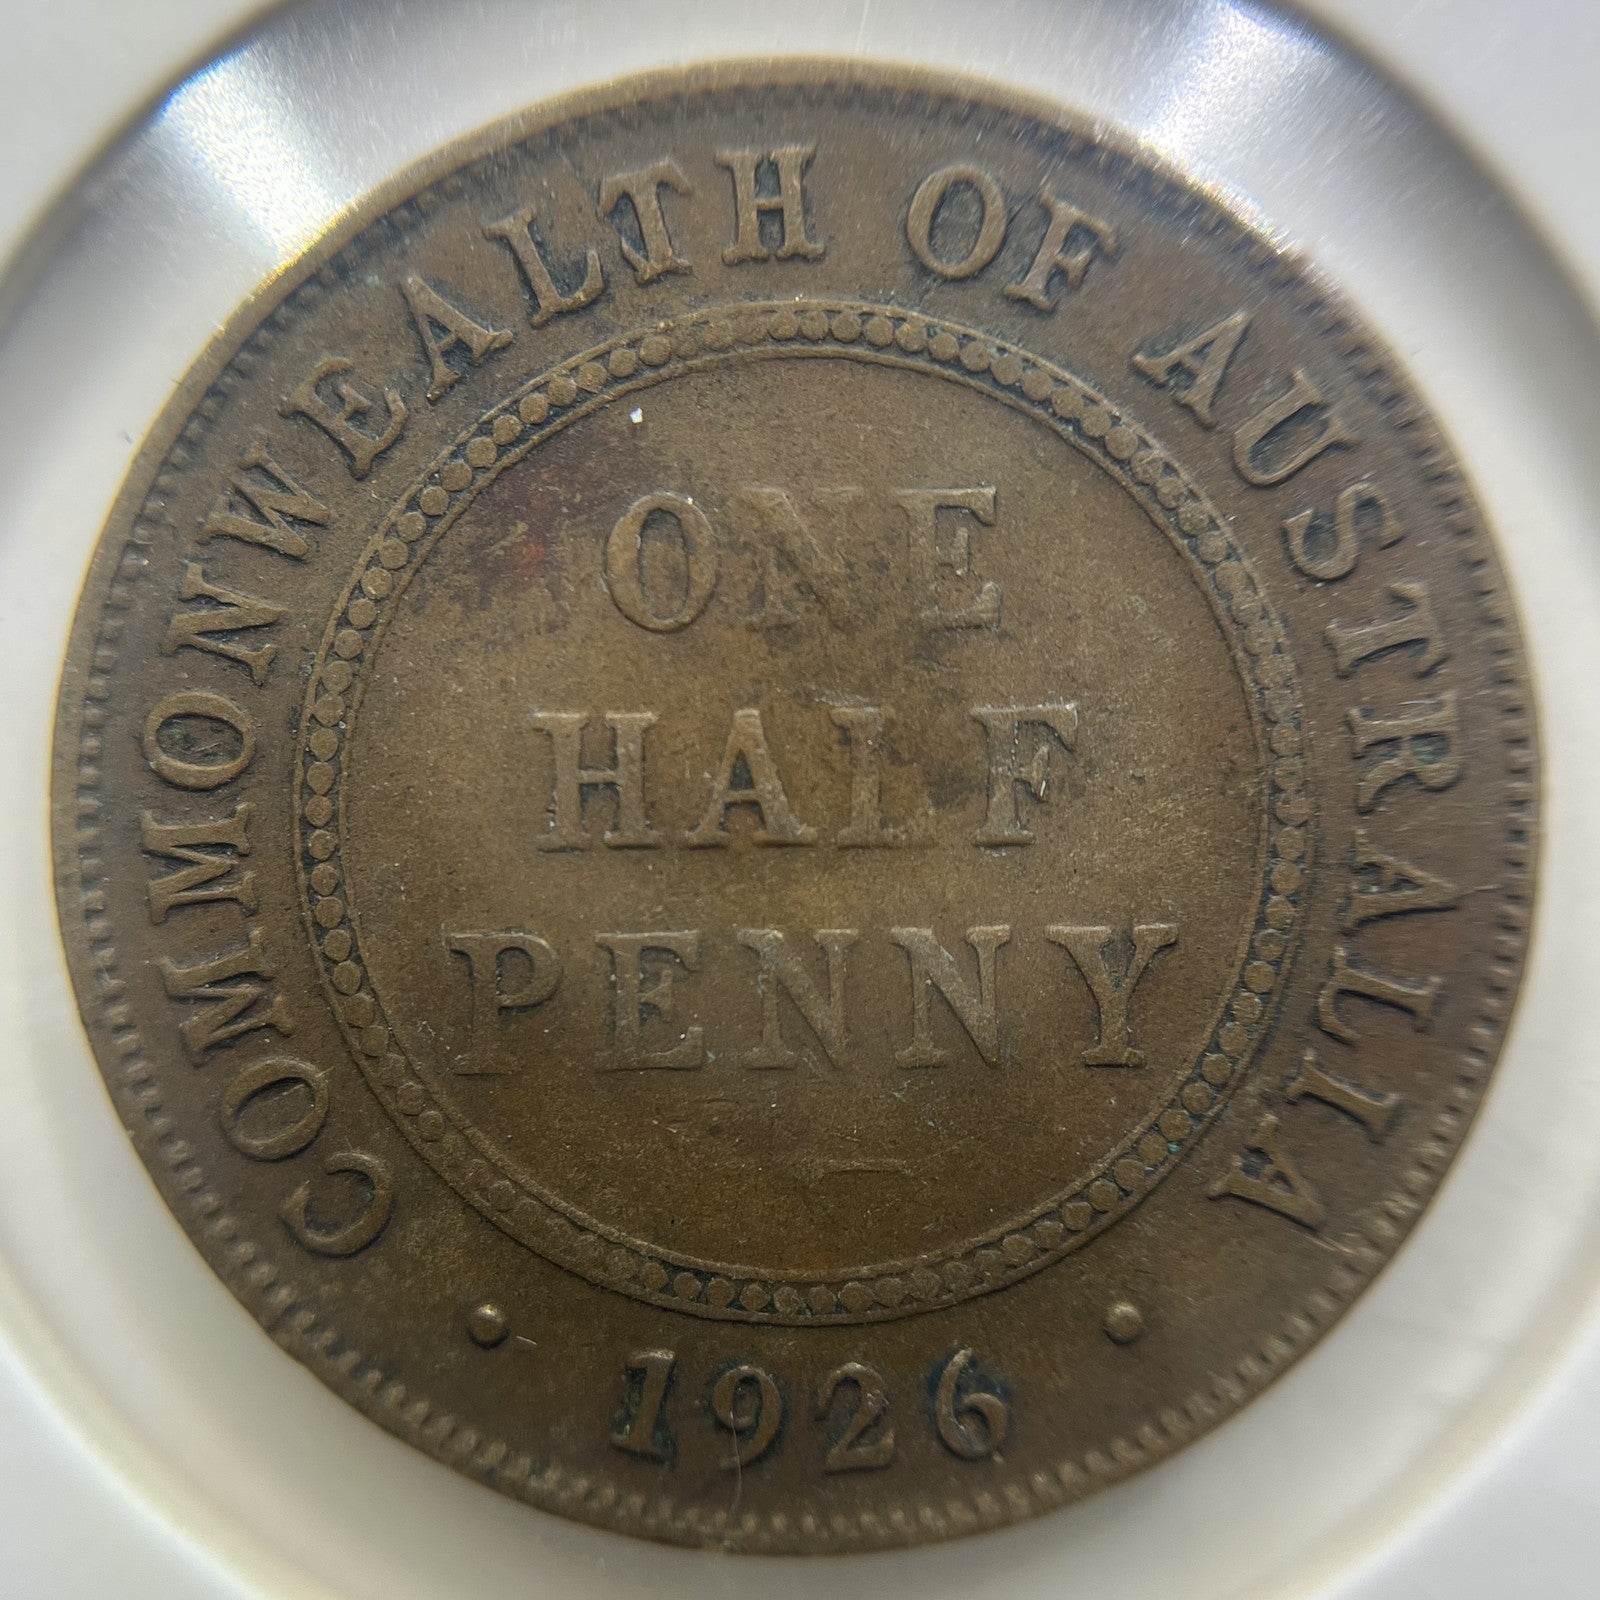 COMMONWEALTH OF AUSTRALIA
ONE
HALF
PENNY
· 1926 ·